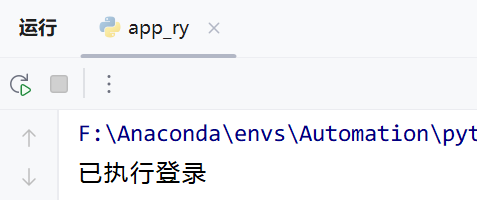 运行 app_ry
F:\Anaconda\envs\Automation\pyt
已执行登录